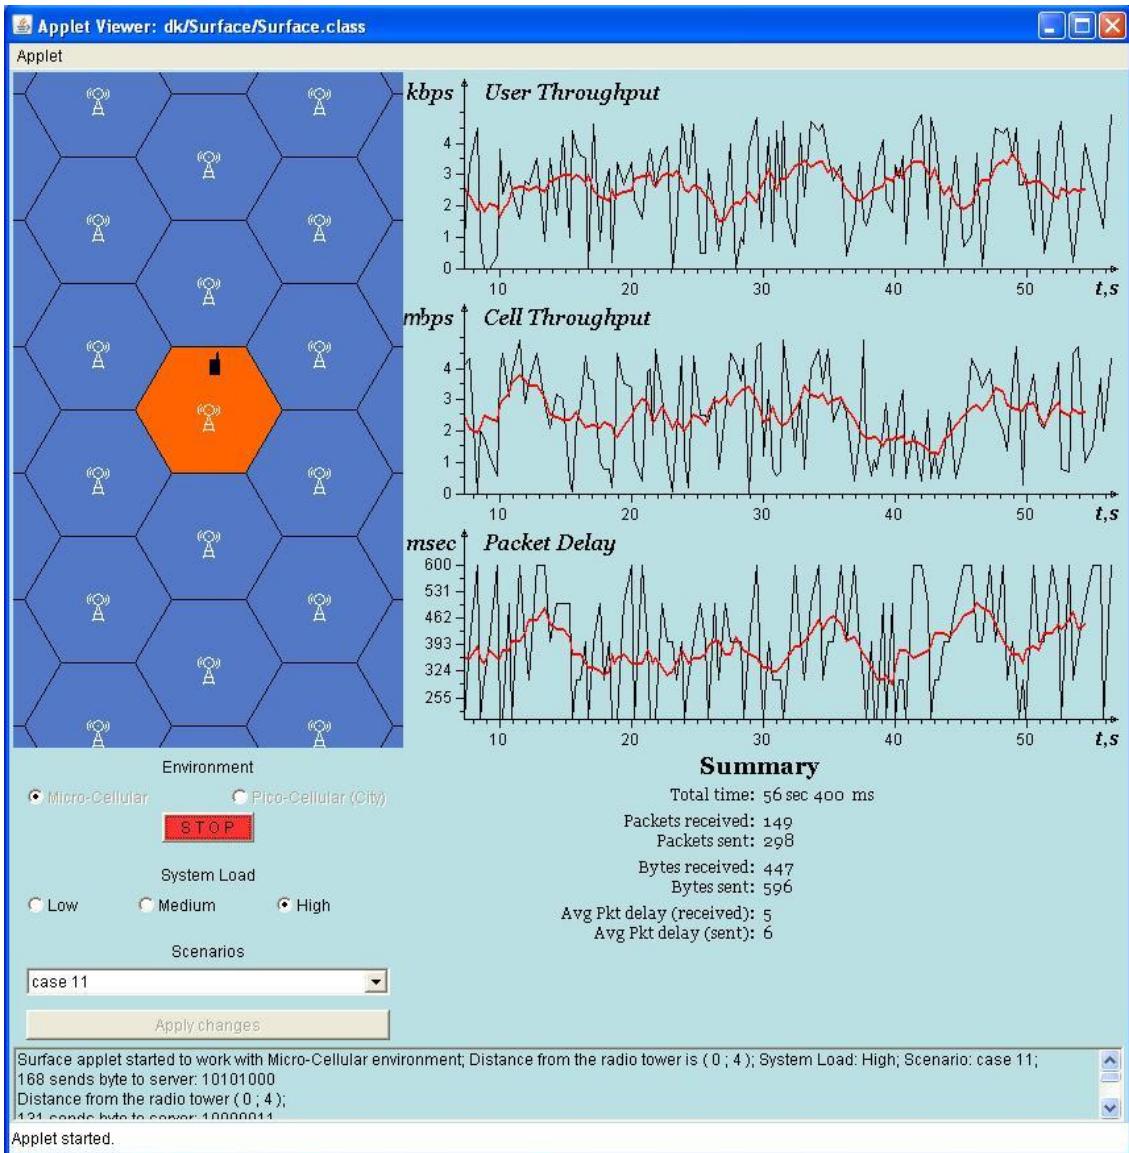 Applet Viewer: dk/Surface/Surface.class
Applet
kbps User Throughput
4
3
2
1
0
10 20 30 40 50 t,s
mbps Cell Throughput
4
3
2
1
0
10 20 30 40 50 t,s
msec Packet Delay
600
531
462
393
324
255
10 20 30 40 50 t,s
Environment
Micro-Cellular Pico-Cellular (City)
STOP
System Load
Low Medium High
Scenarios
case 11
Apply changes
Summary
Total time: 56 sec 400 ms
Packets received: 149
Packets sent: 298
Bytes received: 447
Bytes sent: 596
Avg Pkt delay (received): 5
Avg Pkt delay (sent): 6
Surface applet started to work with Micro-Cellular environment; Distance from the radio tower is ( 0 ; 4 ); System Load: High; Scenario: case 11;
168 sends byte to server: 10101000
Distance from the radio tower ( 0 ; 4 );
131 sends byte to server: 10000011
Applet started.